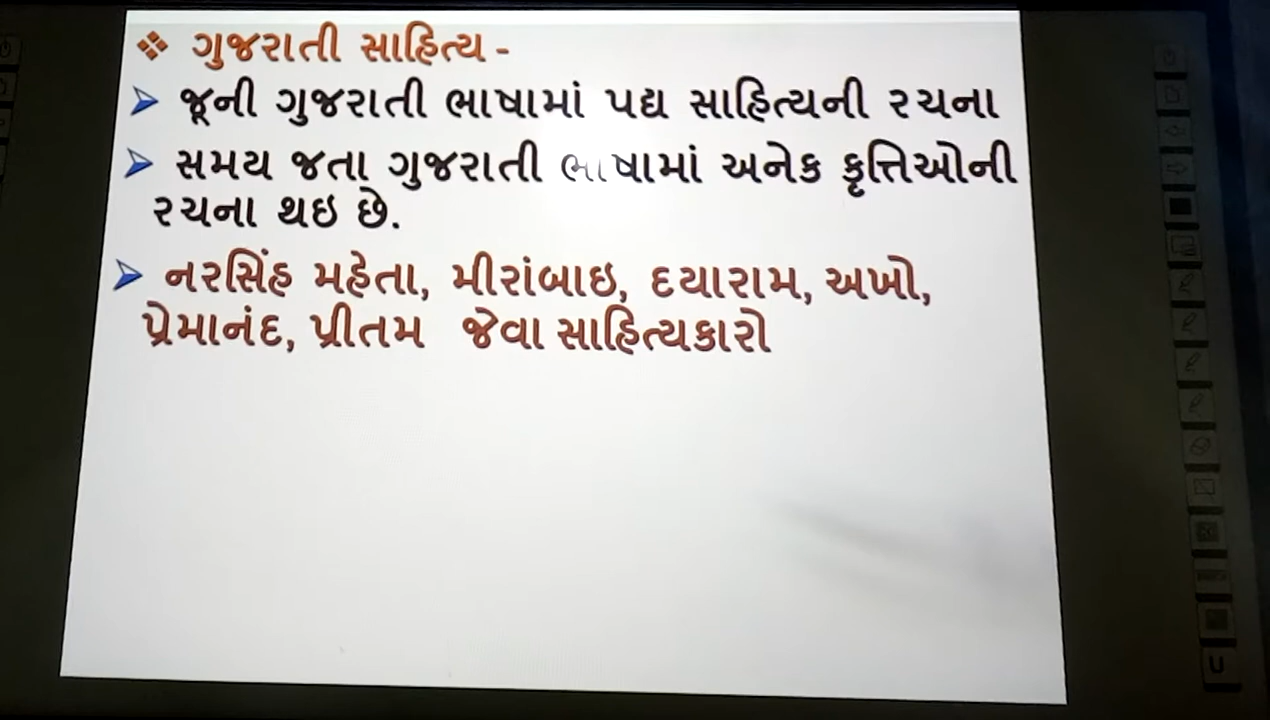 ❖ ગુજરાતી સાહિત્ય -
➢ જૂની ગુજરાતી ભાષામાં પદ્ય સાહિત્યની રચના
➢ સમય જતા ગુજરાતી ભાષામાં અનેક કૃત્તિઓની
રચના થઇ છે.
➢ નરસિંહ મહેતા, મીરાંબાઇ, દયારામ, અખો,
પ્રેમાનંદ, પ્રીતમ જેવા સાહિત્યકારો